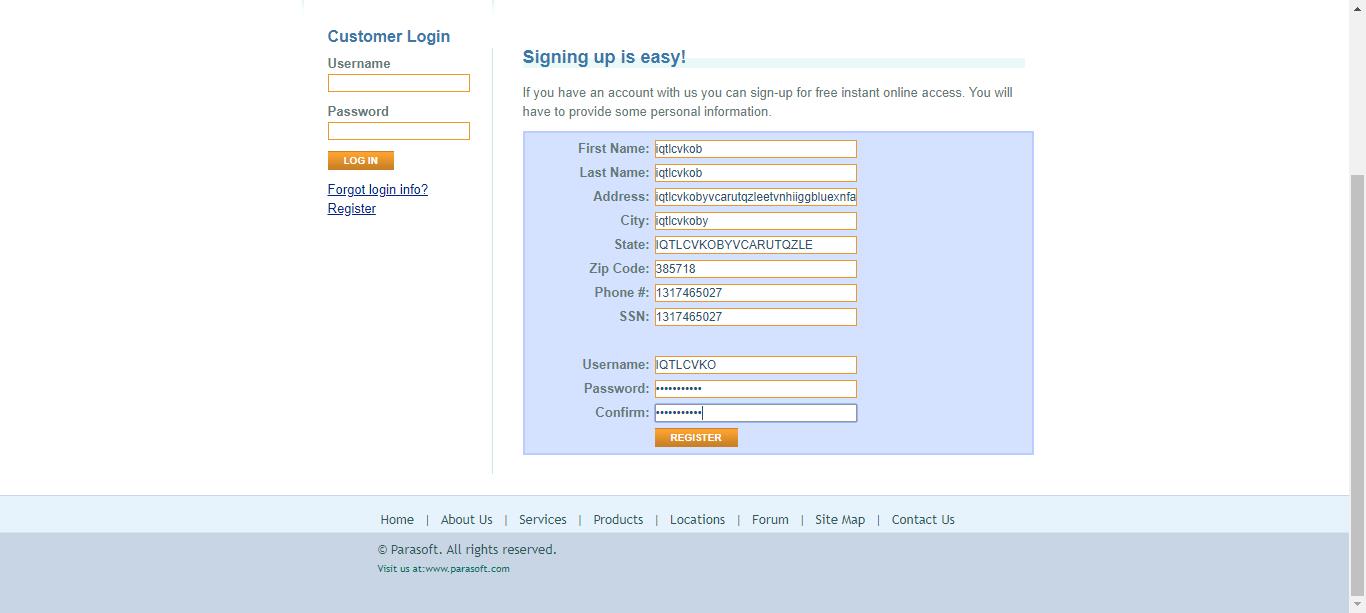 Customer Login
Username
Password
LOG IN
Forgot login info?
Register
Signing up is easy!
If you have an account with us you can sign-up for free instant online access. You will
have to provide some personal information.
First Name: iqtlcvkob
Last Name: iqtlcvkob
Address: iqtlcvkobyvcarutqzleetvnhiiggbluexnfa
City: iqtlcvkoby
State: IQTLCVKOBYVCARUTQZLE
Zip Code: 385718
Phone #: 1317465027
SSN: 1317465027
Username: IQTLCVKO
Password: •••••••••••
Confirm: •••••••••••
REGISTER
Home | About Us | Services | Products | Locations | Forum | Site Map | Contact Us
© Parasoft. All rights reserved.
Visit us at:www.parasoft.com